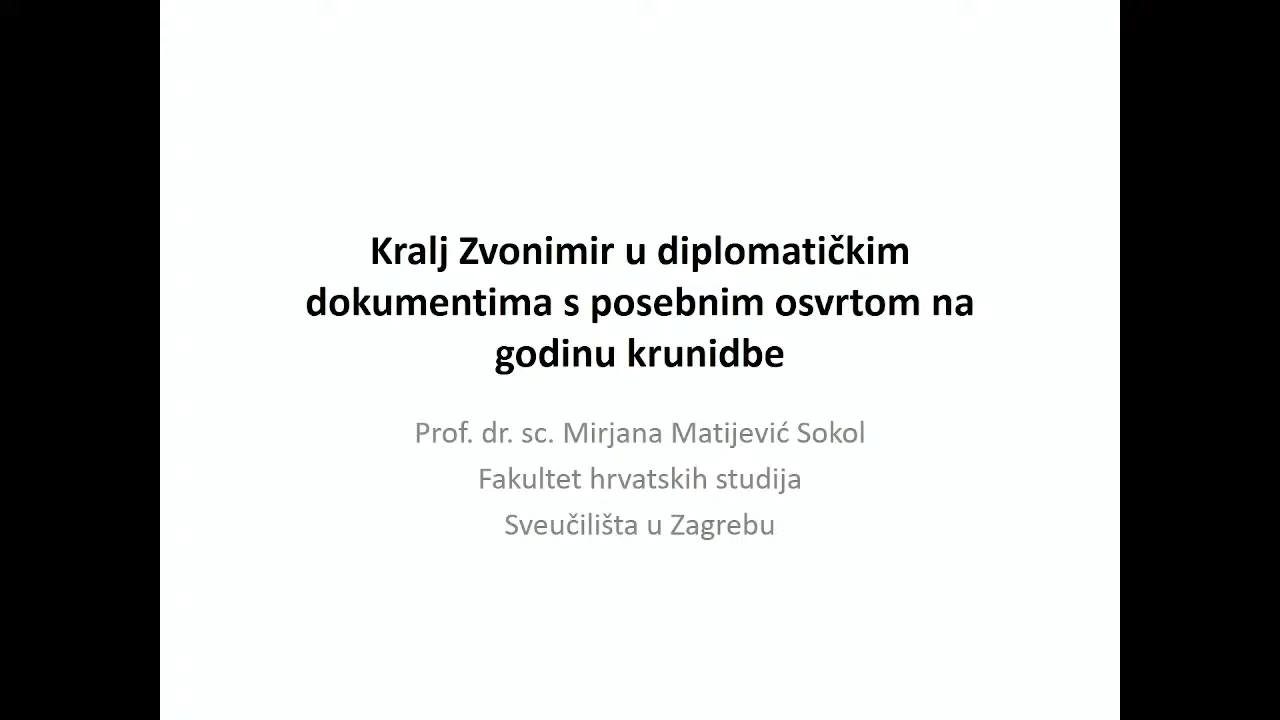 Kralj Zvonimir u diplomatičkim
dokumentima s posebnim osvrtom na
godinu krunidbe
Prof. dr. sc. Mirjana Matijević Sokol
Fakultet hrvatskih studija
Sveučilišta u Zagrebu